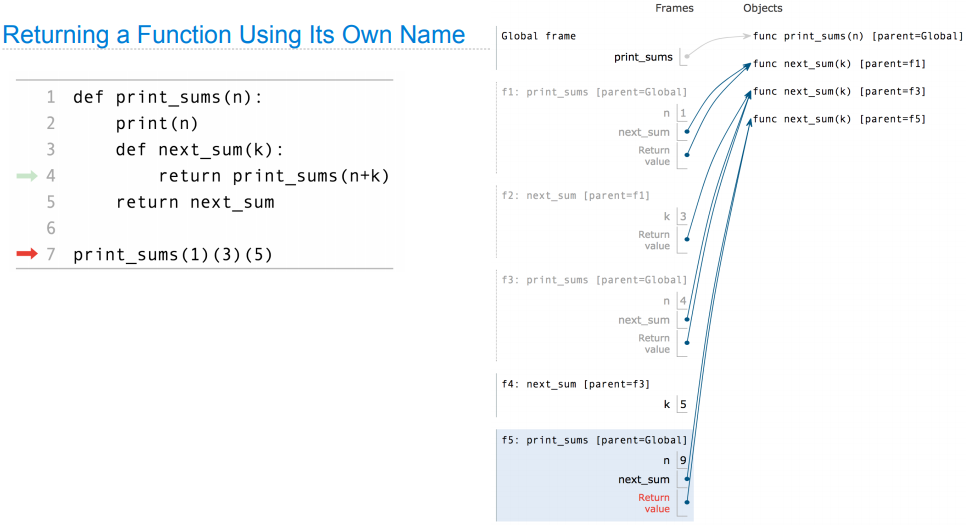 Returning a Function Using Its Own Name
1 def print_sums(n):
2     print(n)
3     def next_sum(k):
4         return print_sums(n+k)
5     return next_sum
6
7 print_sums(1)(3)(5)
Frames Objects
Global frame
print_sums
func print_sums(n) [parent=Global]
func next_sum(k) [parent=f1]
func next_sum(k) [parent=f3]
func next_sum(k) [parent=f5]
f1: print_sums [parent=Global]
n 1
next_sum
Return
value
f2: next_sum [parent=f1]
k 3
Return
value
f3: print_sums [parent=Global]
n 4
next_sum
Return
value
f4: next_sum [parent=f3]
k 5
f5: print_sums [parent=Global]
n 9
next_sum
Return
value